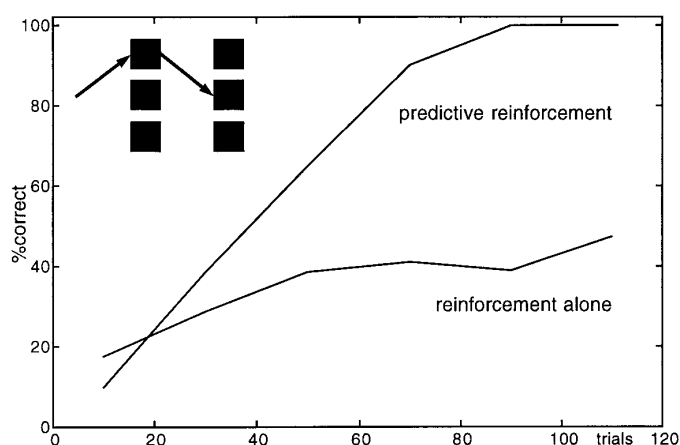 100
80
60
40
20
0
%correct
predictive reinforcement
reinforcement alone
0 20 40 60 80 100 trials 120